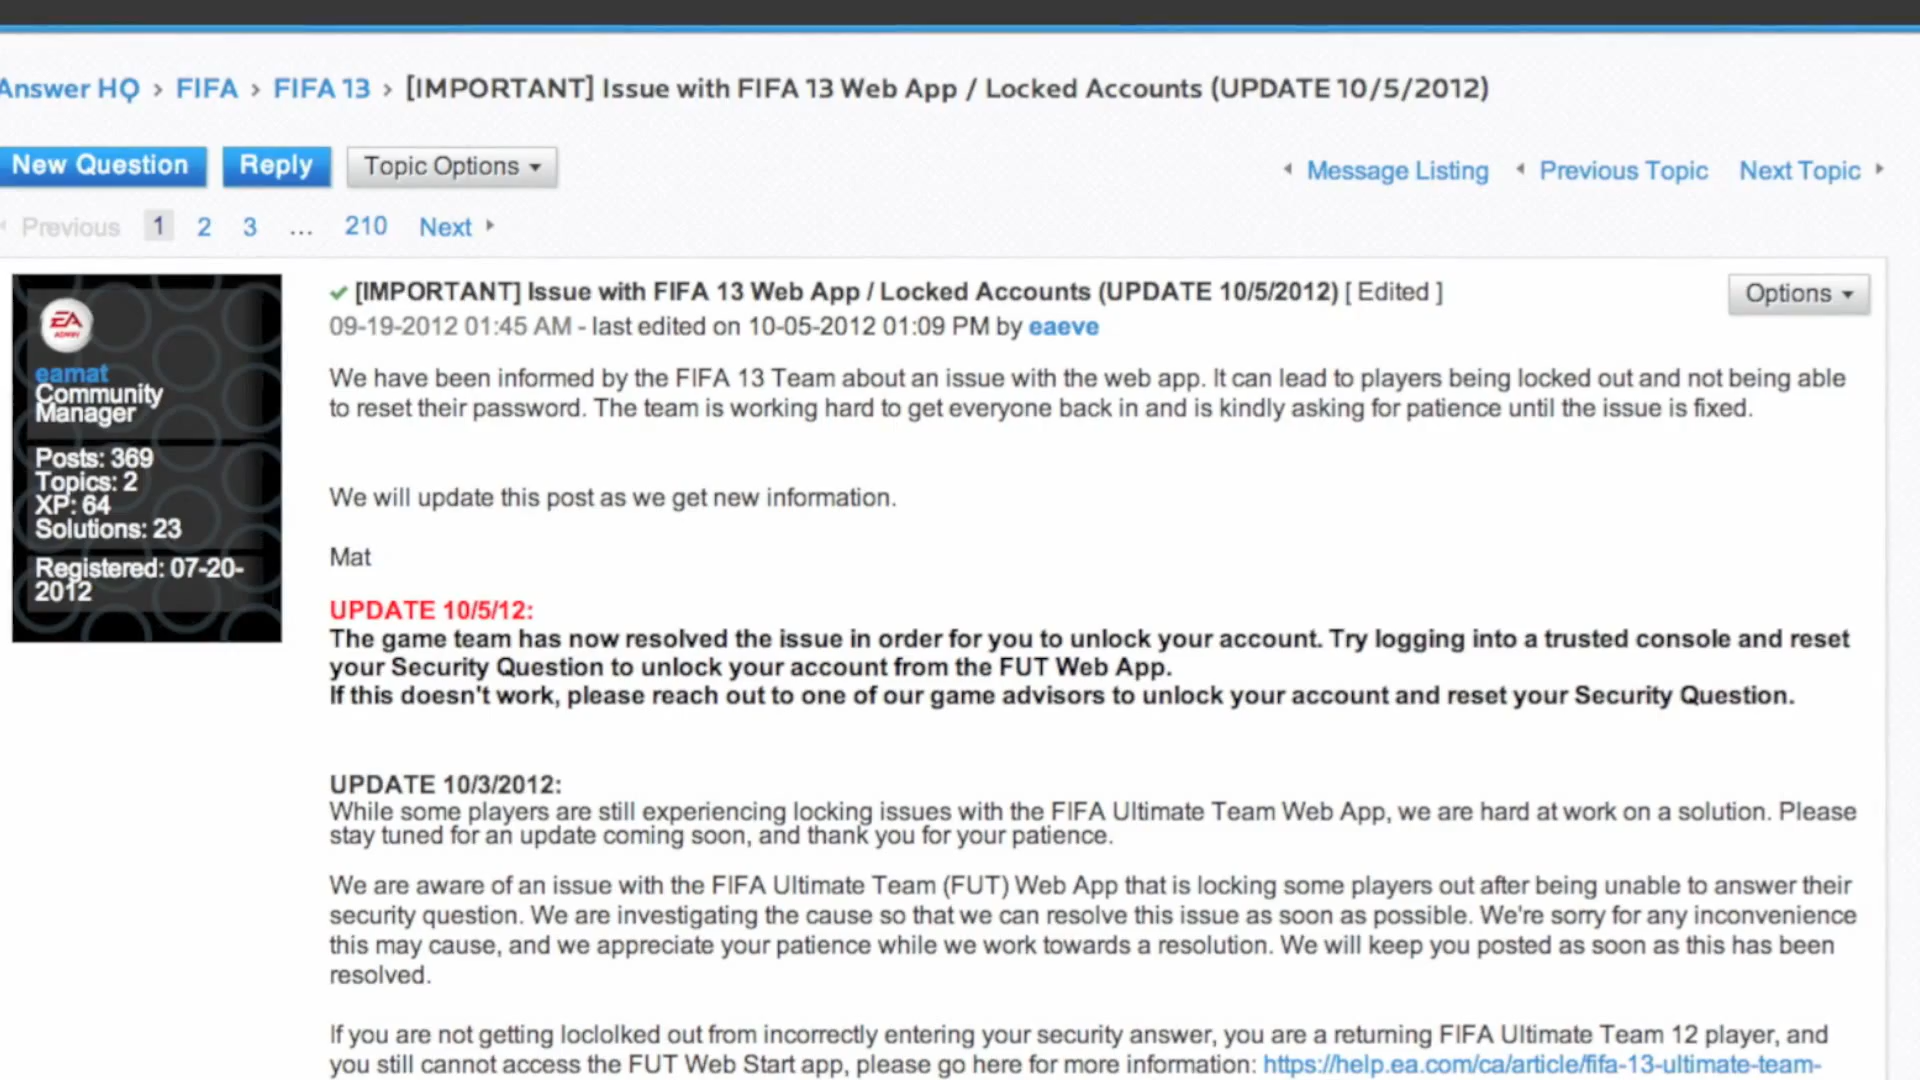 Answer HQ › FIFA › FIFA 13 › [IMPORTANT] Issue with FIFA 13 Web App / Locked Accounts (UPDATE 10/5/2012)
New Question Reply Topic Options
Message Listing Previous Topic Next Topic
Previous 1 2 3 ... 210 Next
EA
ADMIN
eamat
Community
Manager
Posts: 369
Topics: 2
XP: 64
Solutions: 23
Registered: 07-20-
2012
[IMPORTANT] Issue with FIFA 13 Web App / Locked Accounts (UPDATE 10/5/2012) [ Edited ]
Options
09-19-2012 01:45 AM - last edited on 10-05-2012 01:09 PM by eaeve
We have been informed by the FIFA 13 Team about an issue with the web app. It can lead to players being locked out and not being able
to reset their password. The team is working hard to get everyone back in and is kindly asking for patience until the issue is fixed.
We will update this post as we get new information.
Mat
UPDATE 10/5/12:
The game team has now resolved the issue in order for you to unlock your account. Try logging into a trusted console and reset
your Security Question to unlock your account from the FUT Web App.
If this doesn't work, please reach out to one of our game advisors to unlock your account and reset your Security Question.
UPDATE 10/3/2012:
While some players are still experiencing locking issues with the FIFA Ultimate Team Web App, we are hard at work on a solution. Please
stay tuned for an update coming soon, and thank you for your patience.
We are aware of an issue with the FIFA Ultimate Team (FUT) Web App that is locking some players out after being unable to answer their
security question. We are investigating the cause so that we can resolve this issue as soon as possible. We're sorry for any inconvenience
this may cause, and we appreciate your patience while we work towards a resolution. We will keep you posted as soon as this has been
resolved.
If you are not getting loclolked out from incorrectly entering your security answer, you are a returning FIFA Ultimate Team 12 player, and
you still cannot access the FUT Web Start app, please go here for more information: https://help.ea.com/ca/article/fifa-13-ultimate-team-